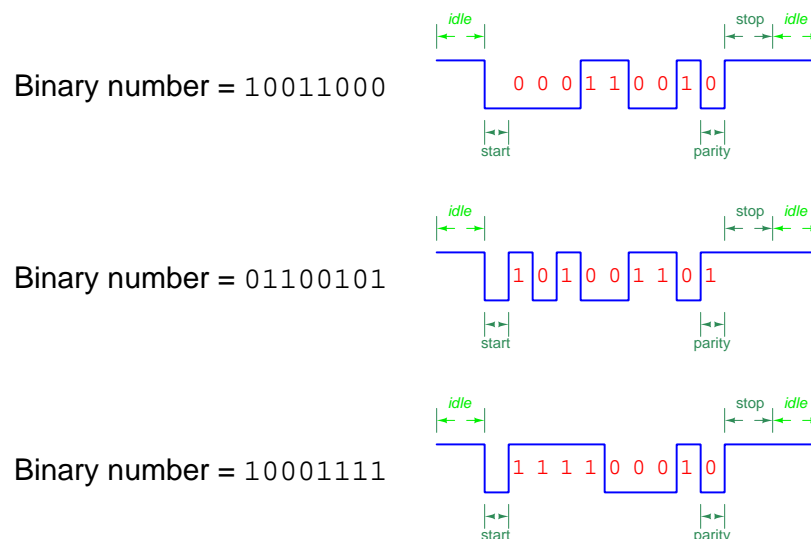 idle stop idle
Binary number = 10011000 0 0 0 1 1 0 0 1 0
start parity
idle stop idle
Binary number = 01100101 1 0 1 0 0 1 1 0 1
start parity
idle stop idle
Binary number = 10001111 1 1 1 1 0 0 0 1 0
start parity